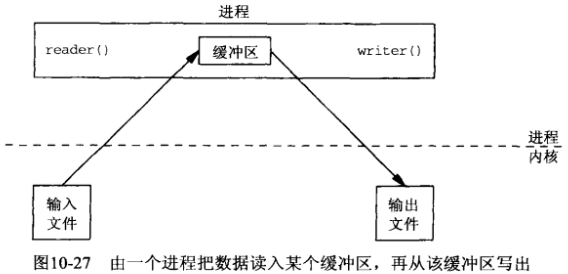 进程
reader()
缓冲区
writer()
进程
内核
输入
文件
输出
文件
图10-27 由一个进程把数据读入某个缓冲区，再从该缓冲区写出